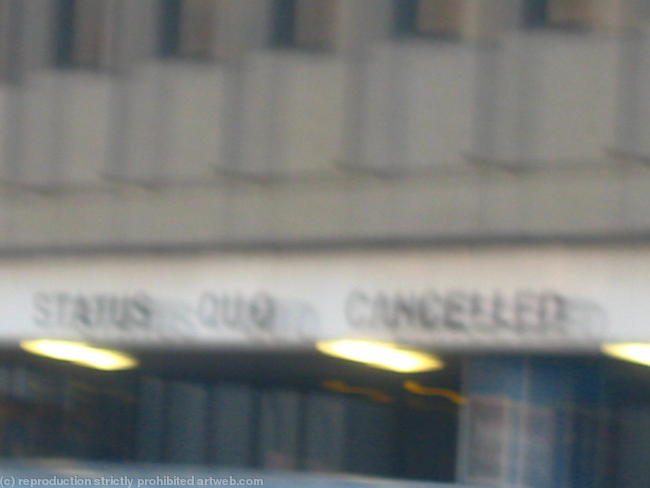 STATUS QUO CANCELLED
(c) reproduction strictly prohibited artweb.com